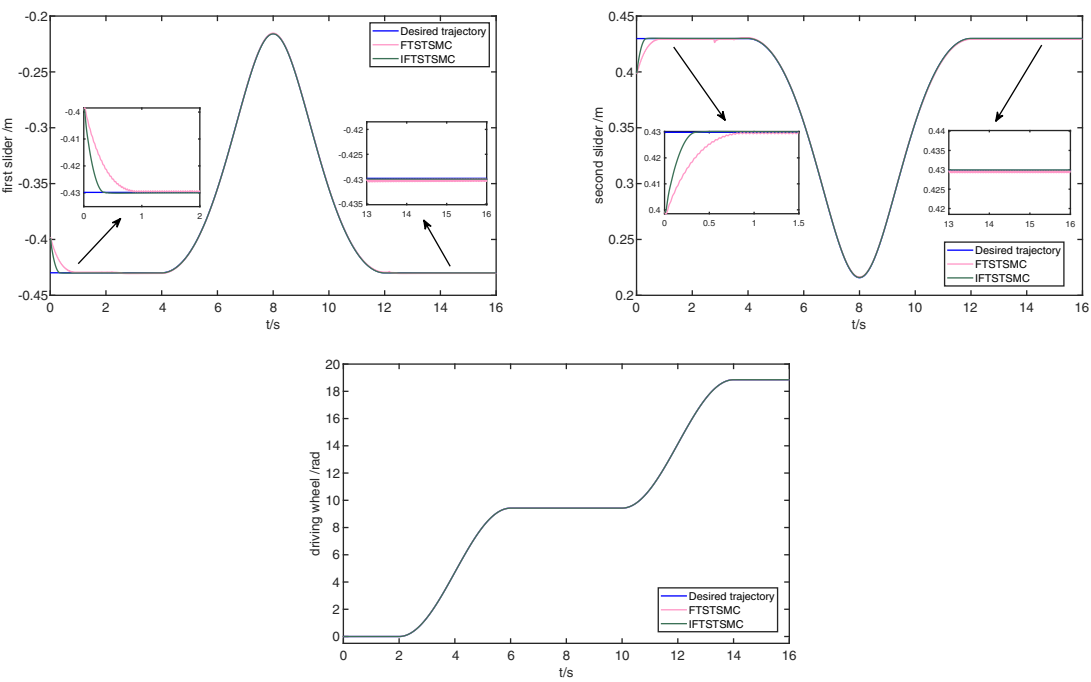 -0.2
-0.25
-0.3
-0.35
-0.4
-0.45
first slider /m
0 2 4 6 8 10 12 14 16
t/s
Desired trajectory
FTSTSMC
IFTSTSMC
-0.4
-0.41
-0.42
-0.43
0 1 2
-0.42
-0.425
-0.43
-0.435
13 14 15 16
0.45
0.4
0.35
0.3
0.25
0.2
second slider /m
0 2 4 6 8 10 12 14 16
t/s
0.43
0.42
0.41
0.4
0 0.5 1 1.5
0.44
0.435
0.43
0.425
0.42
13 14 15 16
Desired trajectory
FTSTSMC
IFTSTSMC
20
18
16
14
12
10
8
6
4
2
0
driving wheel /rad
0 2 4 6 8 10 12 14 16
t/s
Desired trajectory
FTSTSMC
IFTSTSMC